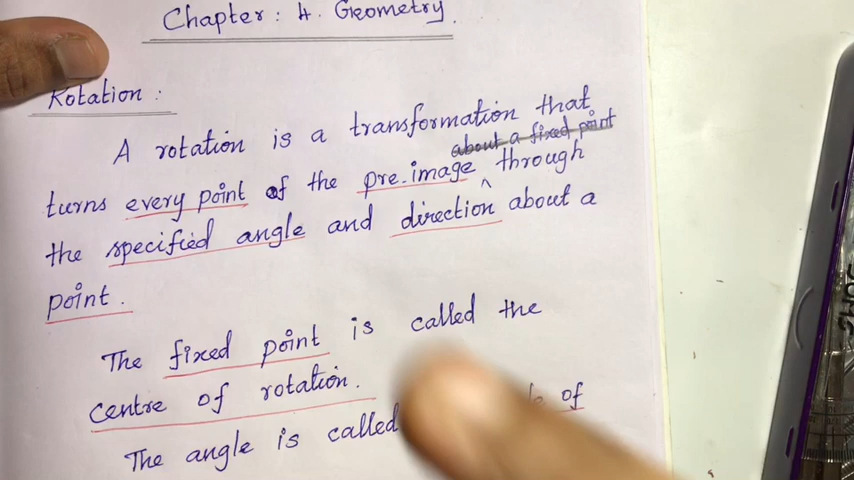 Chapter: 4. Geometry.
Rotation:
A rotation is a transformation that
about a fixed point
turns every point of the pre-image ^ through
the specified angle and direction about a
point.
The fixed point is called the
centre of rotation.
The angle is called of